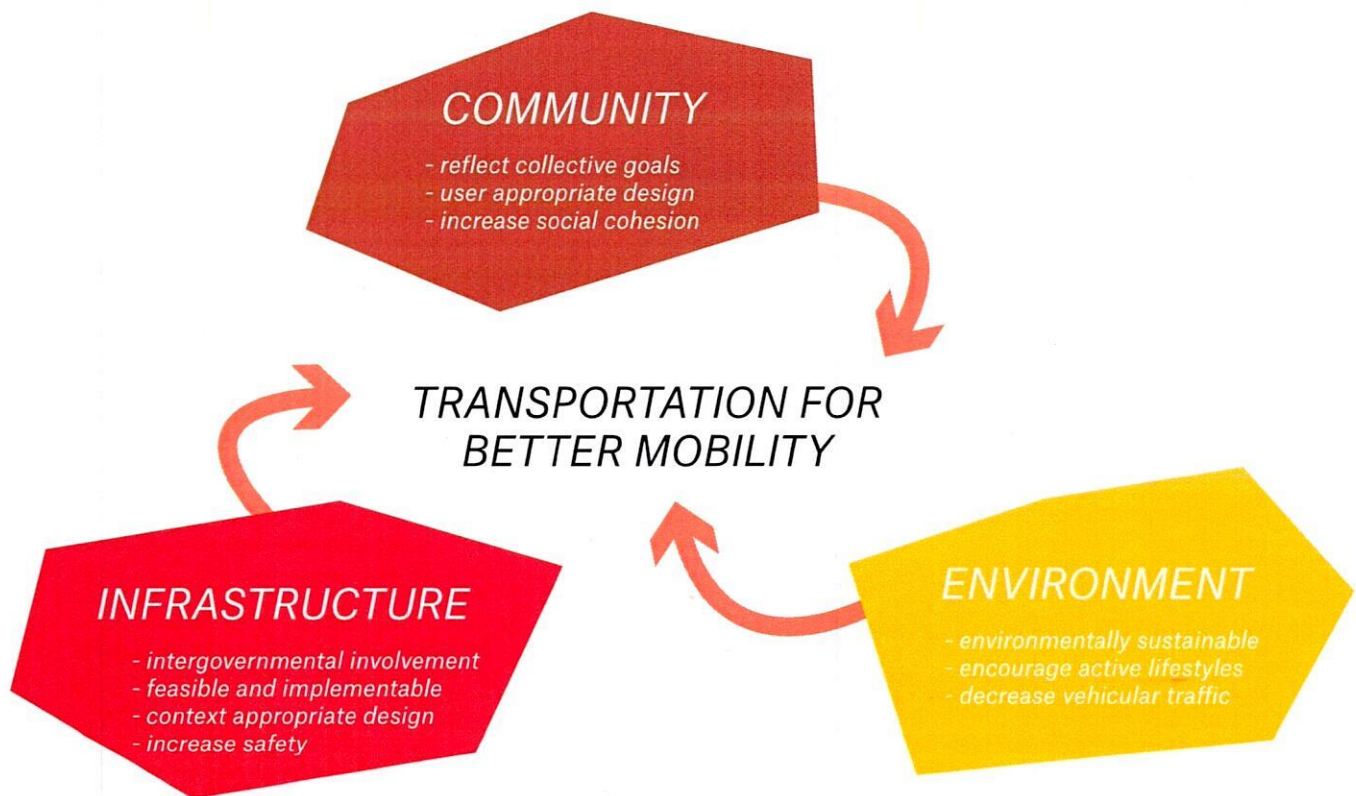 COMMUNITY
- reflect collective goals
- user appropriate design
- increase social cohesion
TRANSPORTATION FOR
BETTER MOBILITY
INFRASTRUCTURE
- intergovernmental involvement
- feasible and implementable
- context appropriate design
- increase safety
ENVIRONMENT
- environmentally sustainable
- encourage active lifestyles
- decrease vehicular traffic